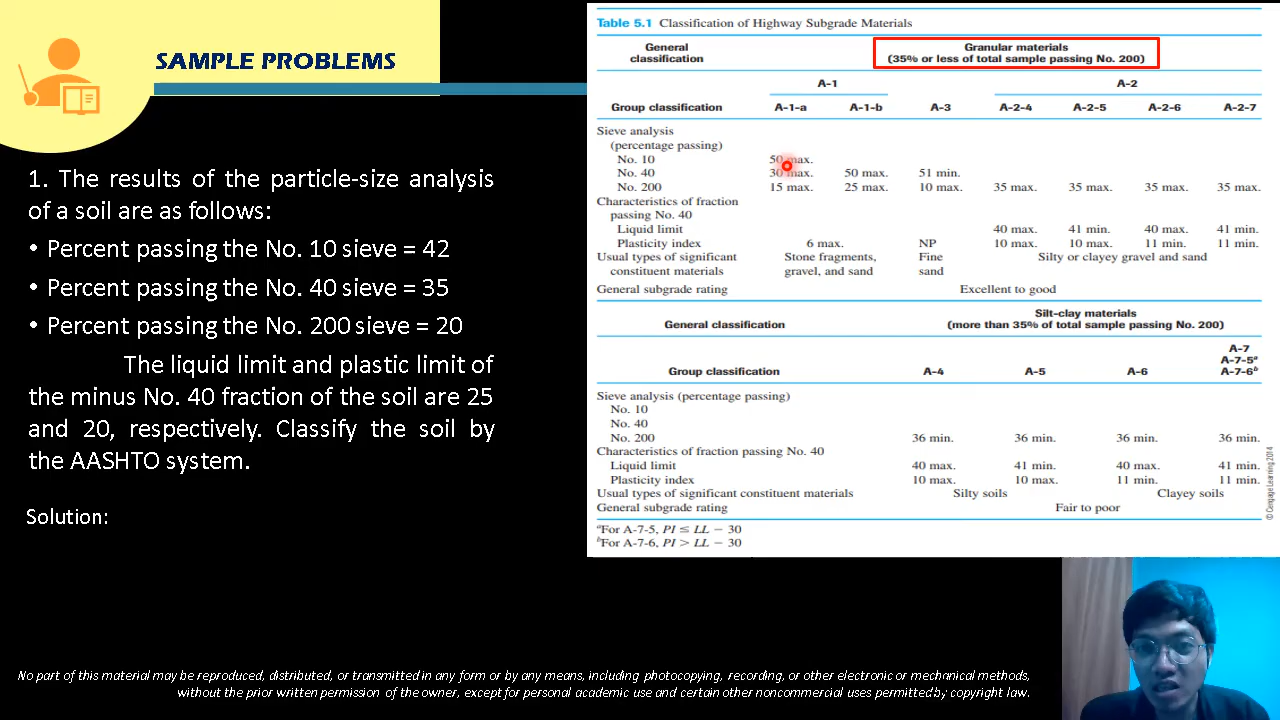 SAMPLE PROBLEMS
1. The results of the particle-size analysis
of a soil are as follows:
• Percent passing the No. 10 sieve = 42
• Percent passing the No. 40 sieve = 35
• Percent passing the No. 200 sieve = 20
The liquid limit and plastic limit of
the minus No. 40 fraction of the soil are 25
and 20, respectively. Classify the soil by
the AASHTO system.
Solution:
Table 5.1 Classification of Highway Subgrade Materials
General classification
Granular materials
(35% or less of total sample passing No. 200)
A-1 A-2
Group classification A-1-a A-1-b A-3 A-2-4 A-2-5 A-2-6 A-2-7
Sieve analysis
(percentage passing)
No. 10 50 max.
No. 40 30 max. 50 max. 51 min.
No. 200 15 max. 25 max. 10 max. 35 max. 35 max. 35 max. 35 max.
Characteristics of fraction
passing No. 40
Liquid limit 40 max. 41 min. 40 max. 41 min.
Plasticity index 6 max. NP 10 max. 10 max. 11 min. 11 min.
Usual types of significant Stone fragments, Fine Silty or clayey gravel and sand
constituent materials gravel, and sand sand
General subgrade rating Excellent to good
General classification
Silt-clay materials
(more than 35% of total sample passing No. 200)
A-7
A-7-5ᵃ
Group classification A-4 A-5 A-6 A-7-6ᵇ
Sieve analysis (percentage passing)
No. 10
No. 40
No. 200 36 min. 36 min. 36 min. 36 min.
Characteristics of fraction passing No. 40
Liquid limit 40 max. 41 min. 40 max. 41 min.
Plasticity index 10 max. 10 max. 11 min. 11 min.
Usual types of significant constituent materials Silty soils Clayey soils
General subgrade rating Fair to poor
ᵃFor A-7-5, PI ≤ LL − 30
ᵇFor A-7-6, PI > LL − 30
© Cengage Learning 2014
No part of this material may be reproduced, distributed, or transmitted in any form or by any means, including photocopying, recording, or other electronic or mechanical methods,
without the prior written permission of the owner, except for personal academic use and certain other noncommercial uses permitted by copyright law.